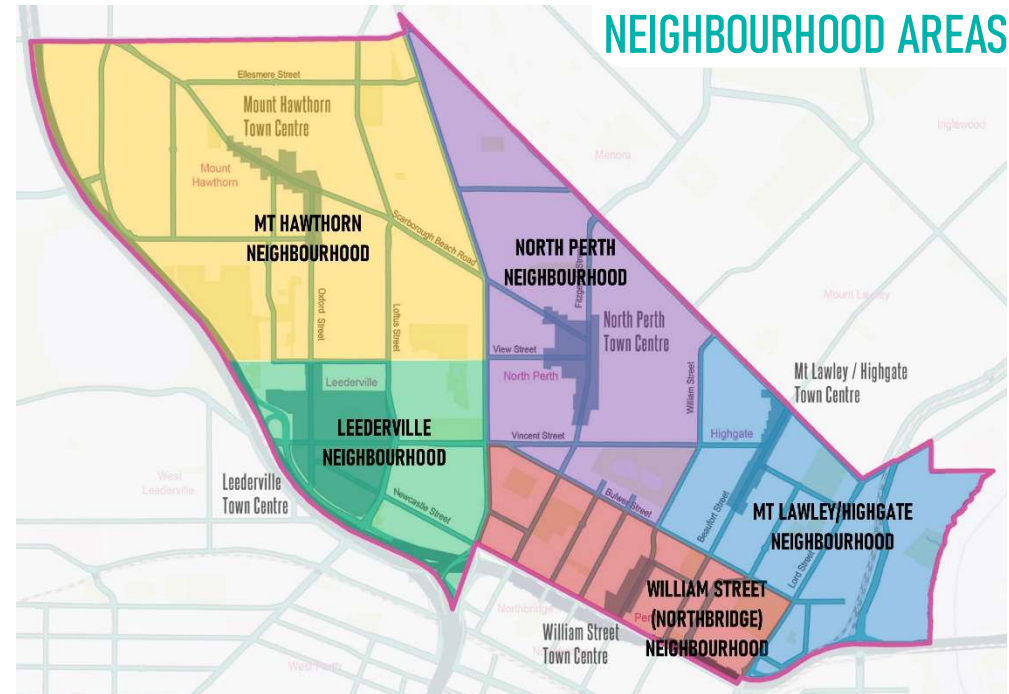 NEIGHBOURHOOD AREAS
Ellesmere Street
Mount Hawthorn
Town Centre
Inglewood
Menora
Mount
Hawthorn
MT HAWTHORN
NEIGHBOURHOOD
Scarborough Beach Road
NORTH PERTH
NEIGHBOURHOOD
Oxford Street
Loftus Street
Mount Lawley
North Perth
Town Centre
View Street
North Perth
William Street
Mt Lawley / Highgate
Town Centre
Leederville
LEEDERVILLE
NEIGHBOURHOOD
Vincent Street
Highgate
West
Leederville
Leederville
Town Centre
Newcastle Street
Bulwer Street
Beaufort Street
MT LAWLEY/HIGHGATE
NEIGHBOURHOOD
Lord Street
WILLIAM STREET
(NORTHBRIDGE)
NEIGHBOURHOOD
Northbridge
William Street
Town Centre
West Perth